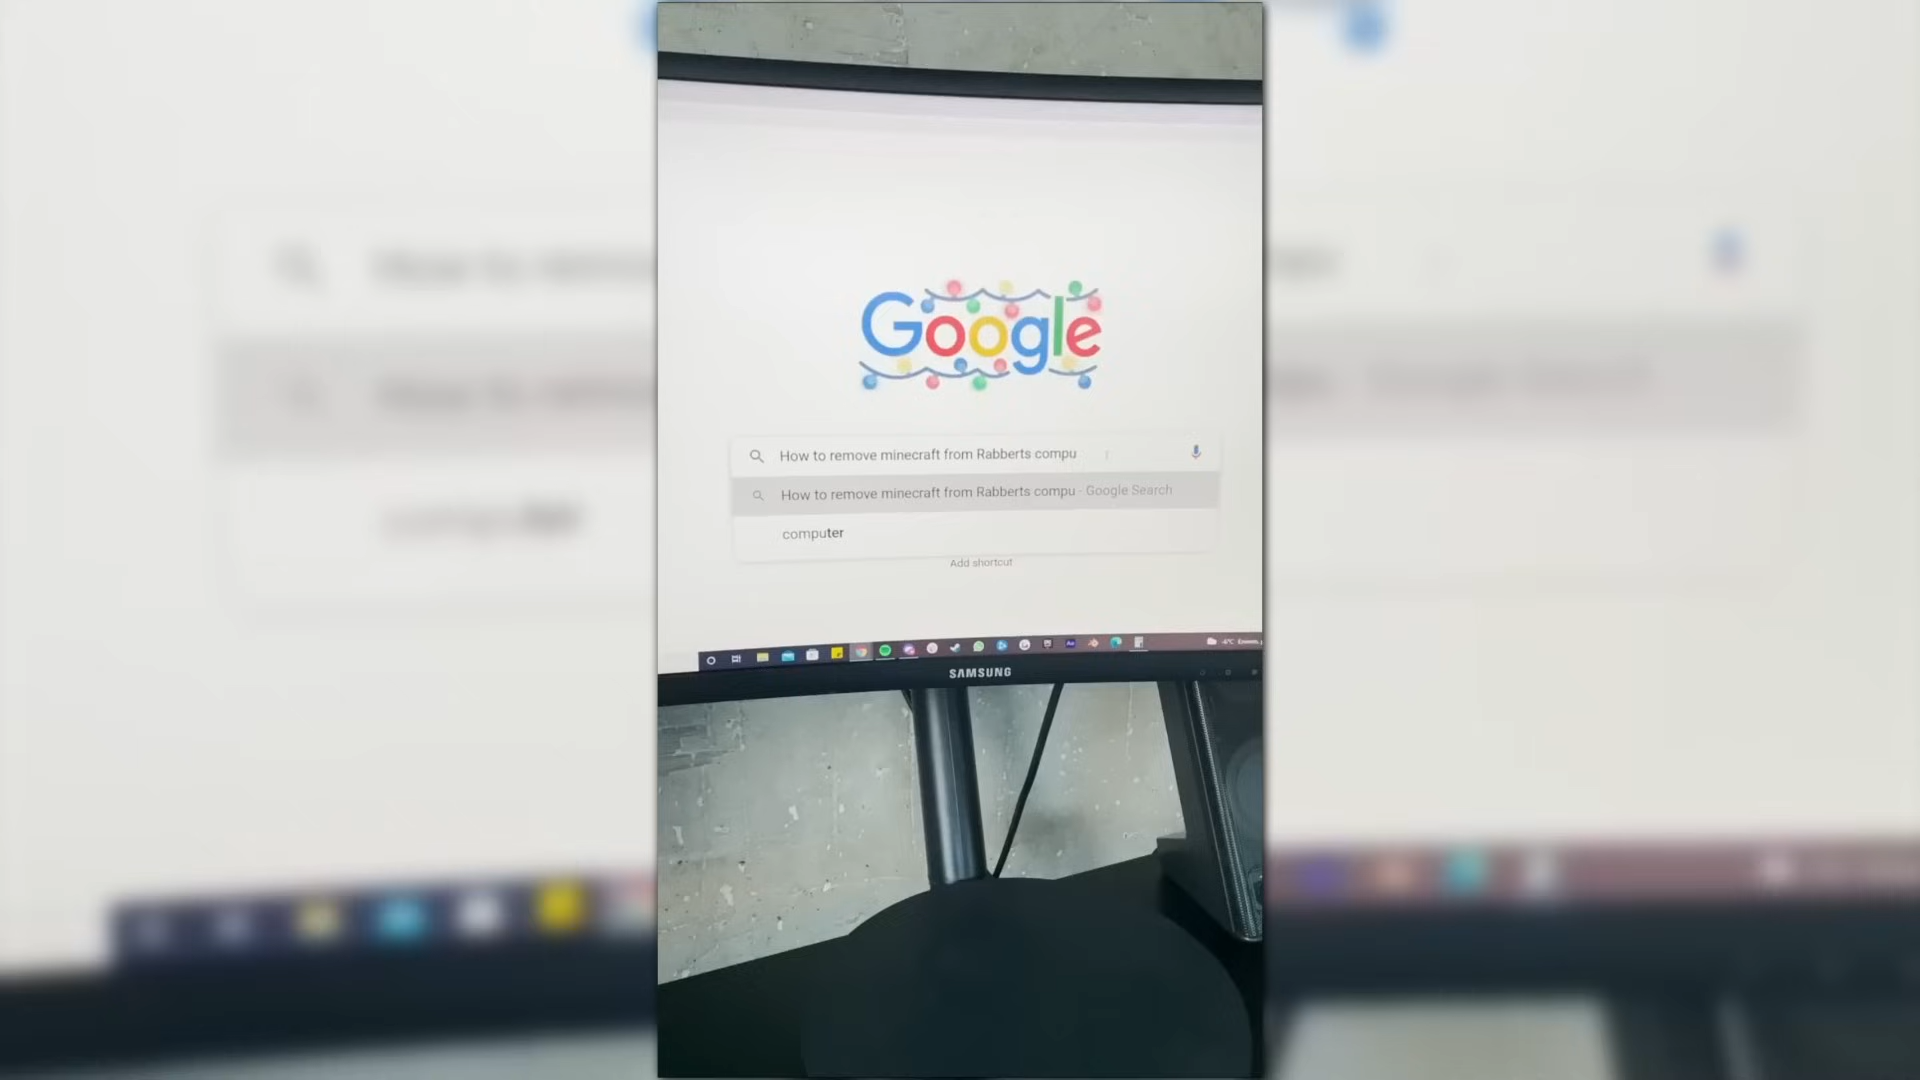 Google
How to remove minecraft from Rabberts compu
How to remove minecraft from Rabberts compu - Google Search
computer
Add shortcut
SAMSUNG